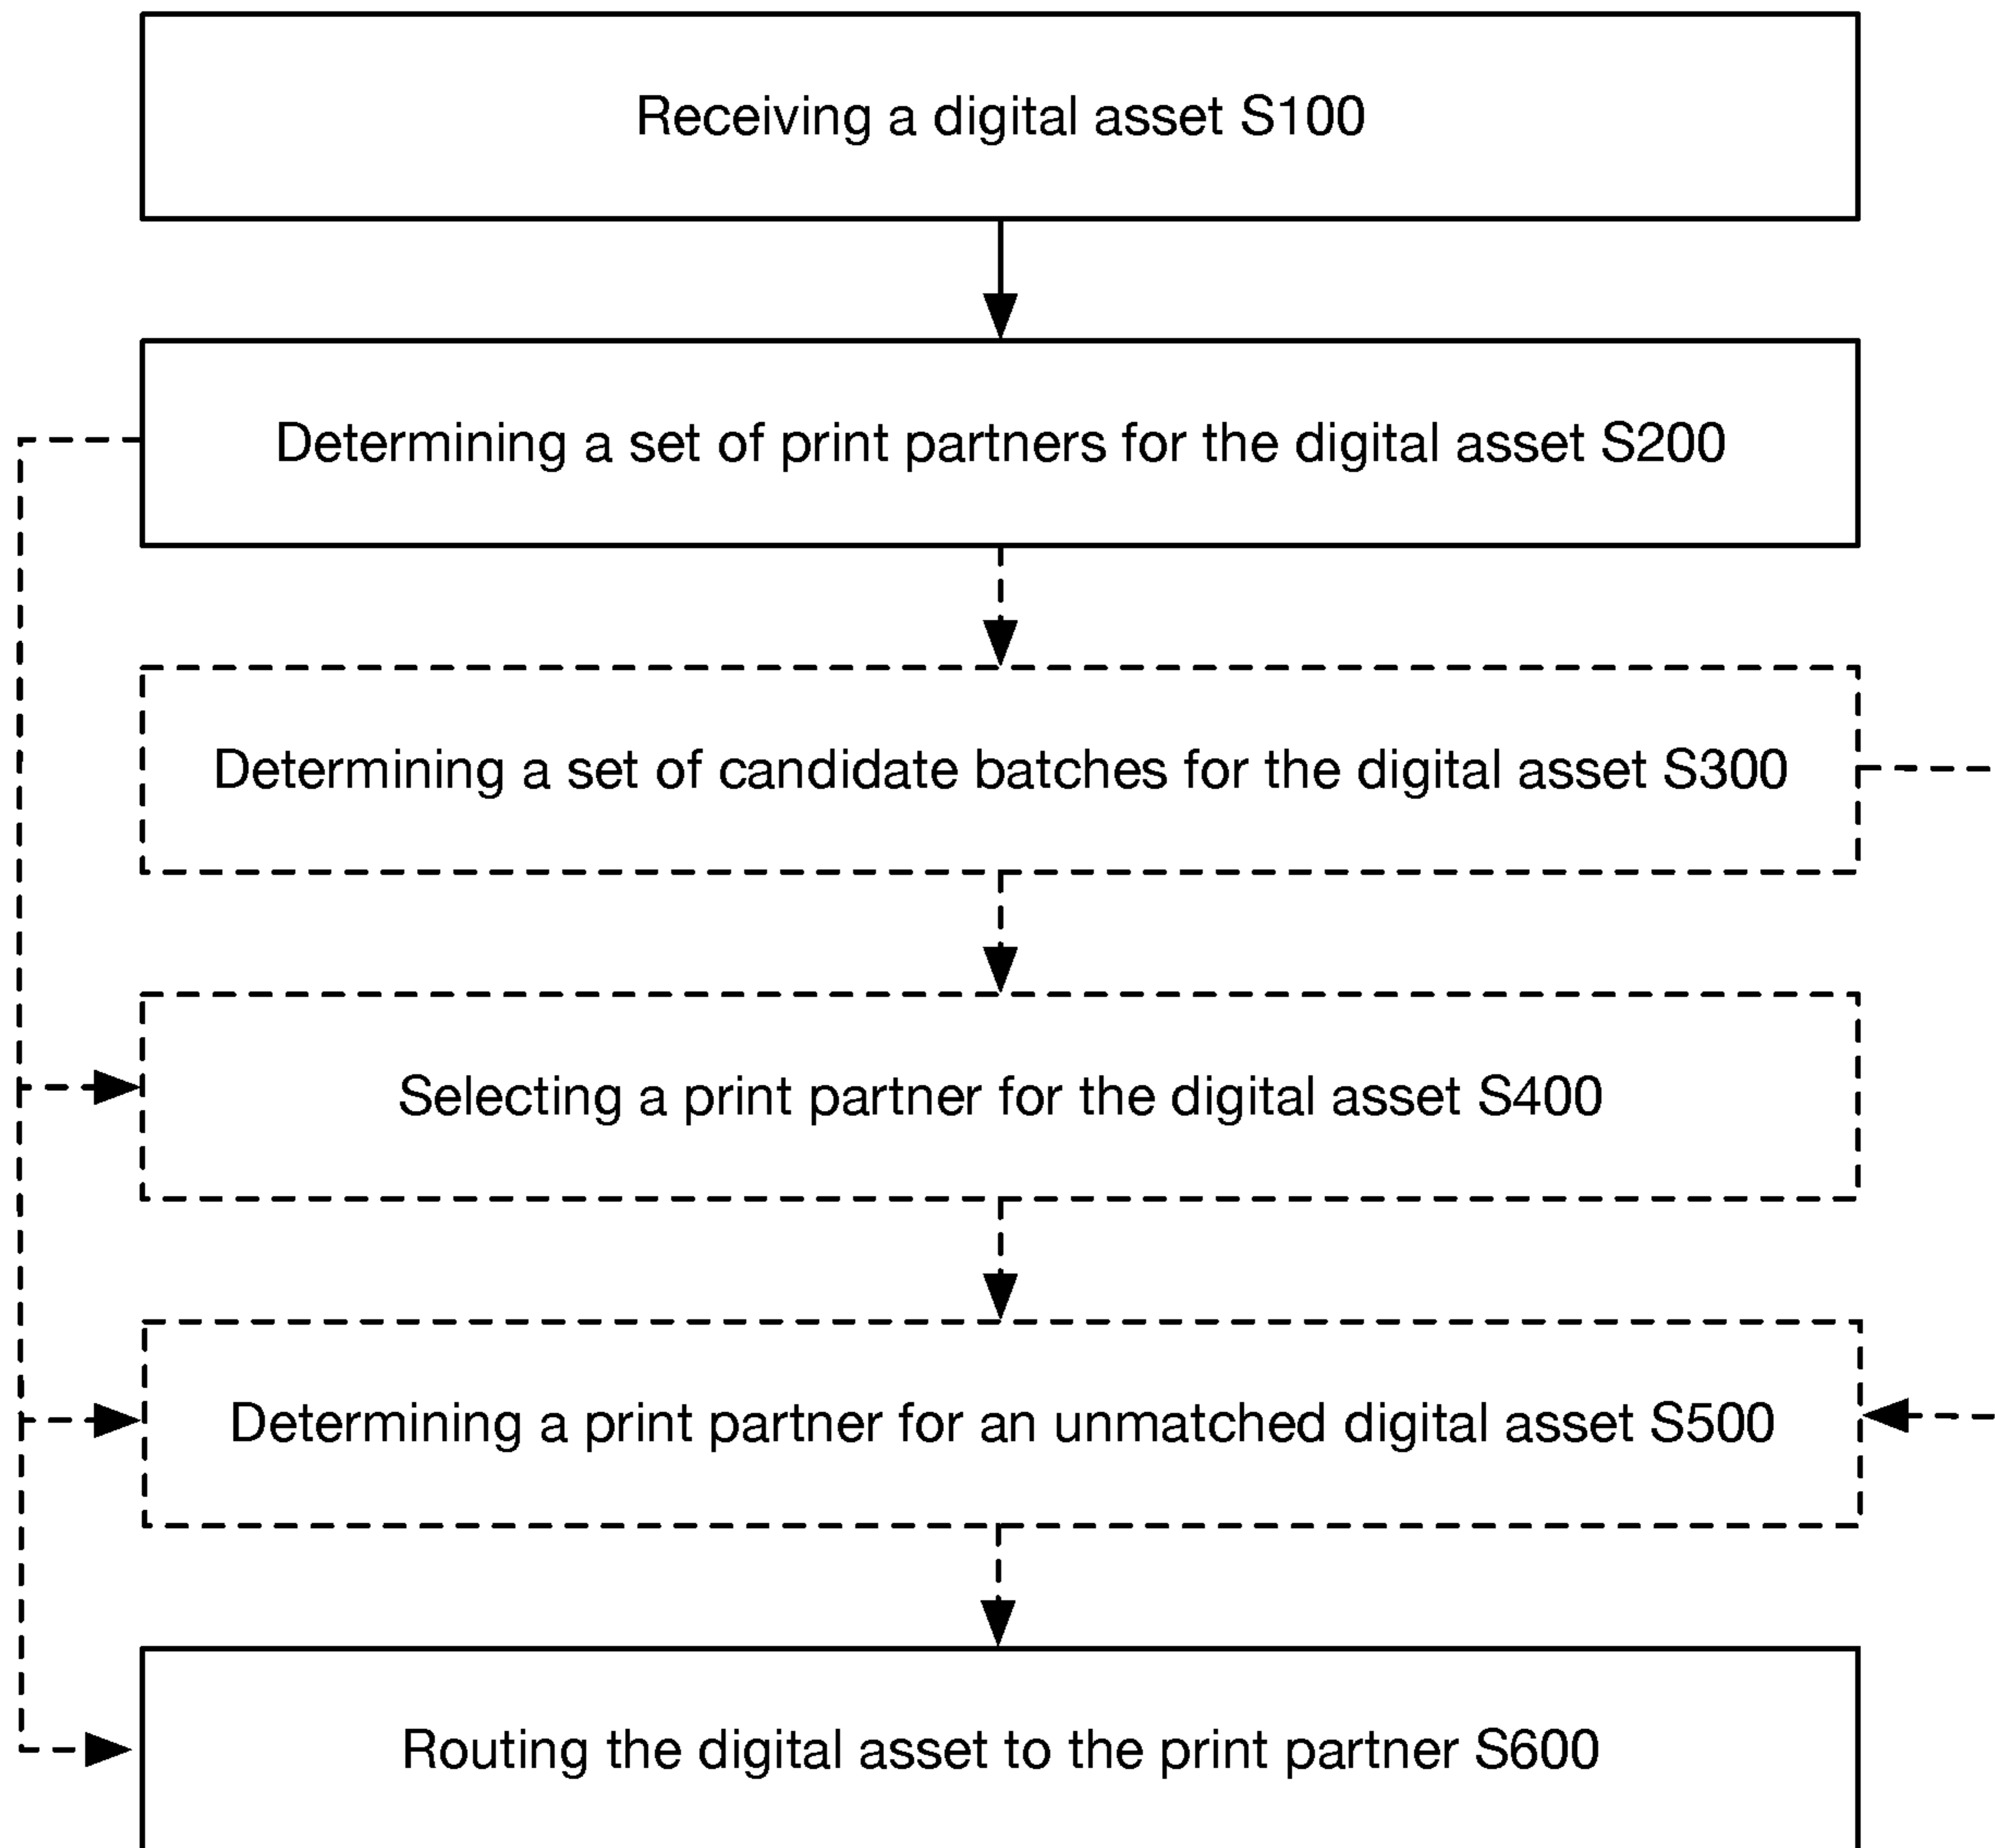 Receiving a digital asset S100
Determining a set of print partners for the digital asset S200
Determining a set of candidate batches for the digital asset S300
Selecting a print partner for the digital asset S400
Determining a print partner for an unmatched digital asset S500
Routing the digital asset to the print partner S600